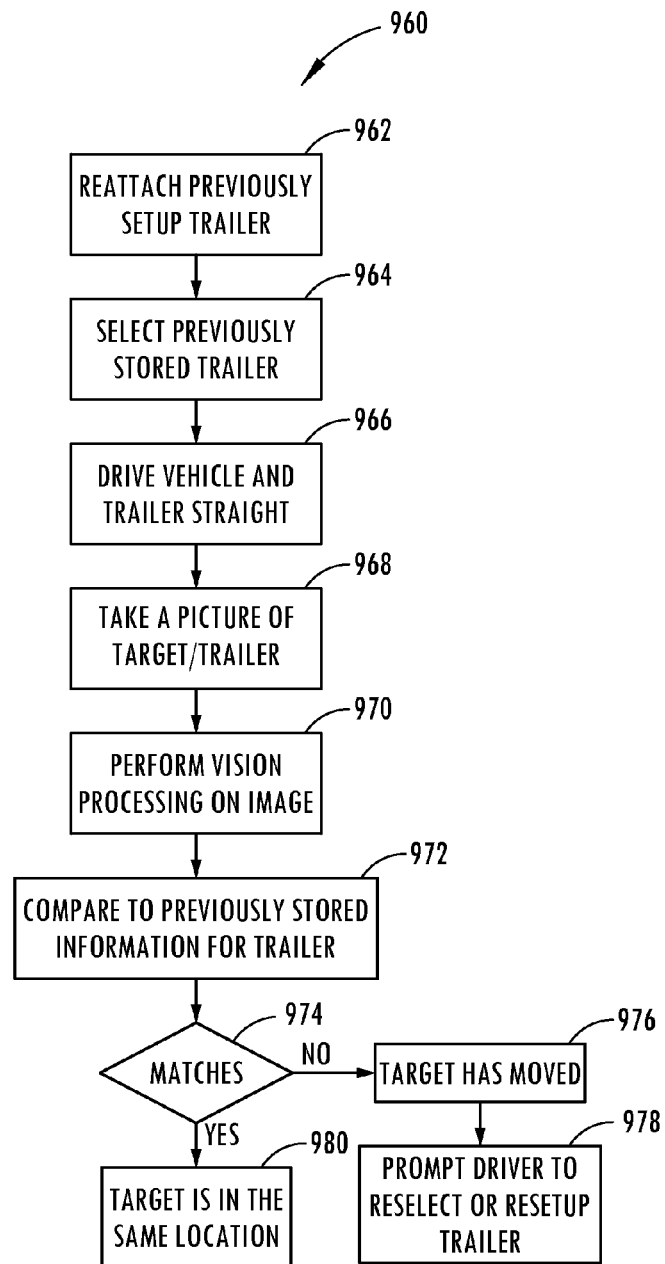 960
962
REATTACH PREVIOUSLY
SETUP TRAILER
964
SELECT PREVIOUSLY
STORED TRAILER
966
DRIVE VEHICLE AND
TRAILER STRAIGHT
968
TAKE A PICTURE OF
TARGET/TRAILER
970
PERFORM VISION
PROCESSING ON IMAGE
972
COMPARE TO PREVIOUSLY STORED
INFORMATION FOR TRAILER
974
MATCHES
NO
976
TARGET HAS MOVED
978
PROMPT DRIVER TO
RESELECT OR RESETUP
TRAILER
YES
980
TARGET IS IN THE
SAME LOCATION